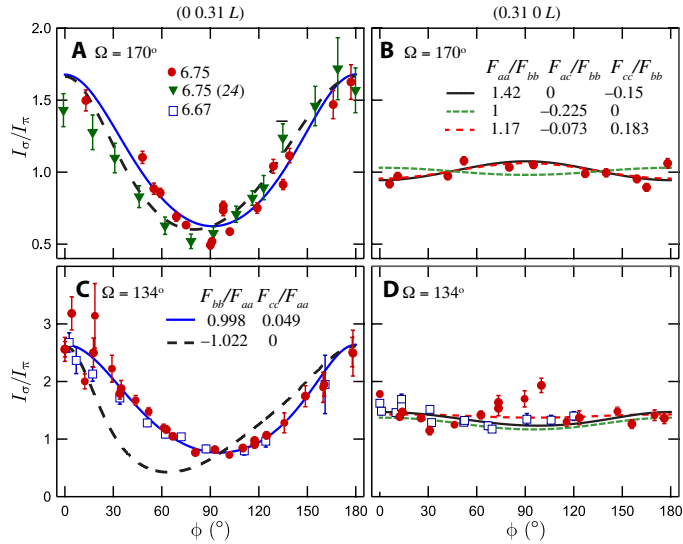 (0 0.31 L) (0.31 0 L)
A Ω = 170°
6.75
6.75 (24)
6.67
B Ω = 170°
F_aa/F_bb F_ac/F_bb F_cc/F_bb
1.42 0 −0.15
1 −0.225 0
1.17 −0.073 0.183
2.0
1.5
1.0
0.5
I_σ/I_π
C Ω = 134°
F_bb/F_aa F_cc/F_aa
0.998 0.049
−1.022 0
D Ω = 134°
3
2
1
0
I_σ/I_π
0 30 60 90 120 150 180 0 30 60 90 120 150 180
ϕ (°) ϕ (°)